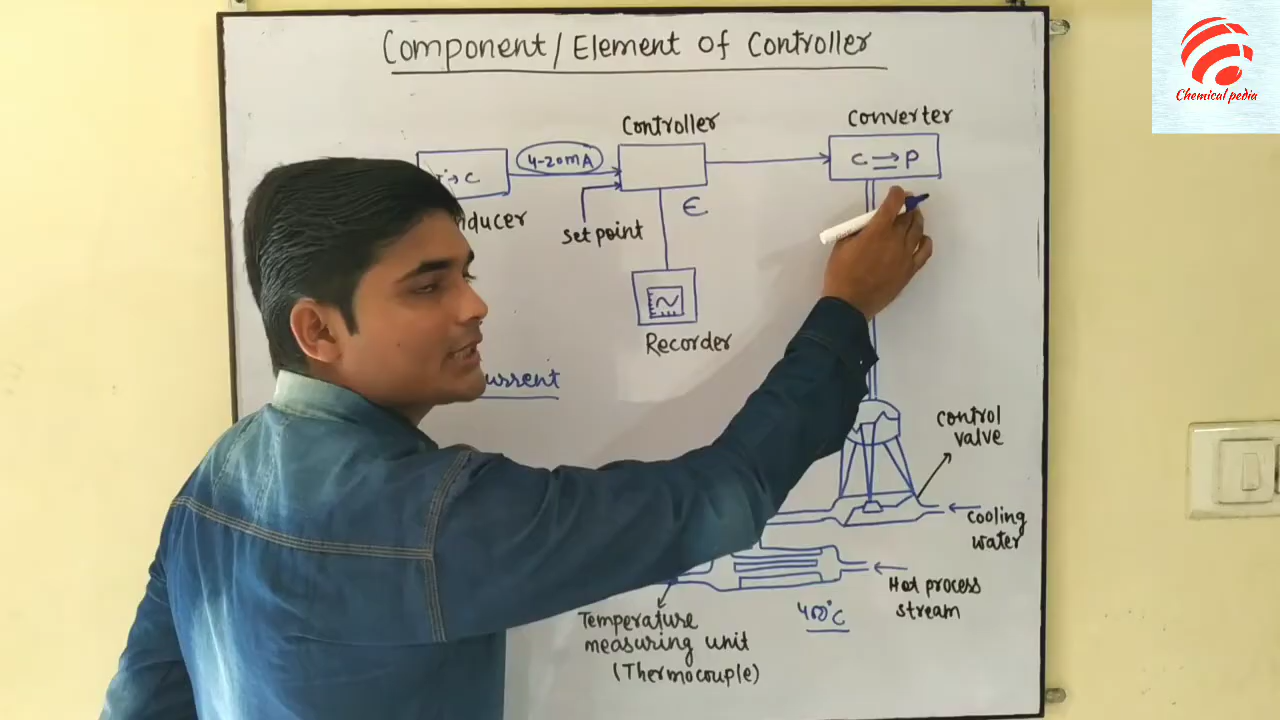 Component/Element of Controller
Chemical pedia
Controller
Converter
4-20mA
C → P
→ C
ε
set point
Recorder
control
valve
cooling
water
Hot process
stream
400°C
Temperature
measuring unit
(Thermocouple)